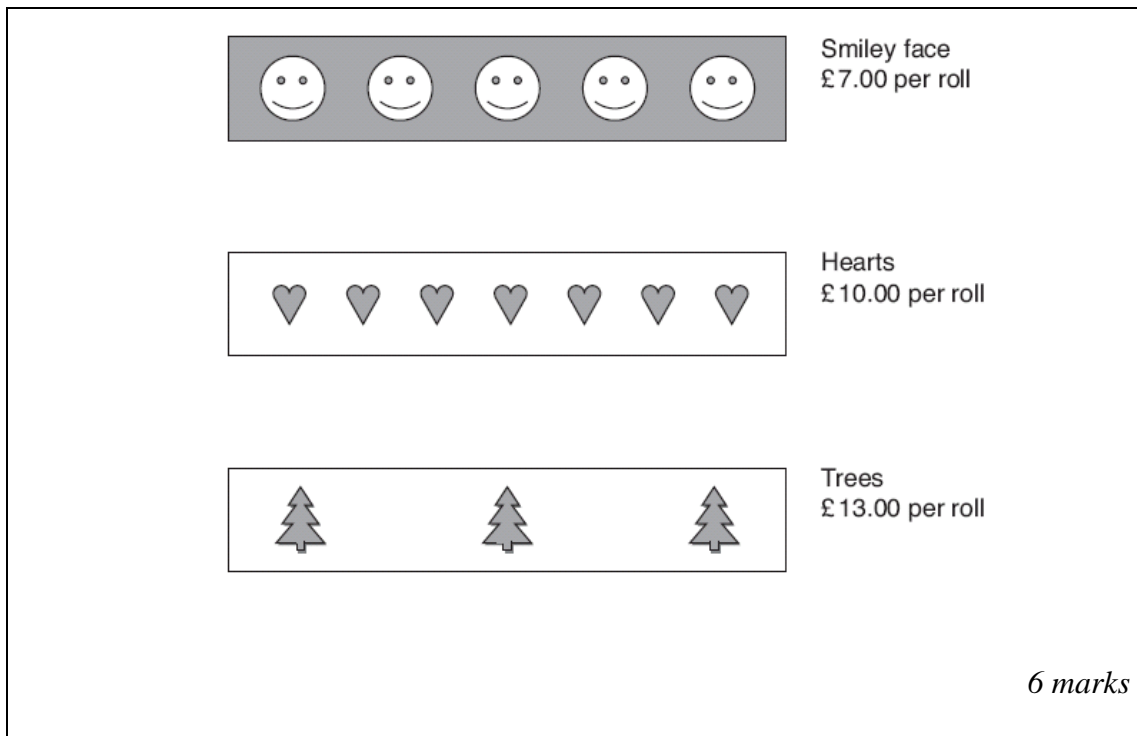 Smiley face
£7.00 per roll
Hearts
£10.00 per roll
Trees
£13.00 per roll
6 marks